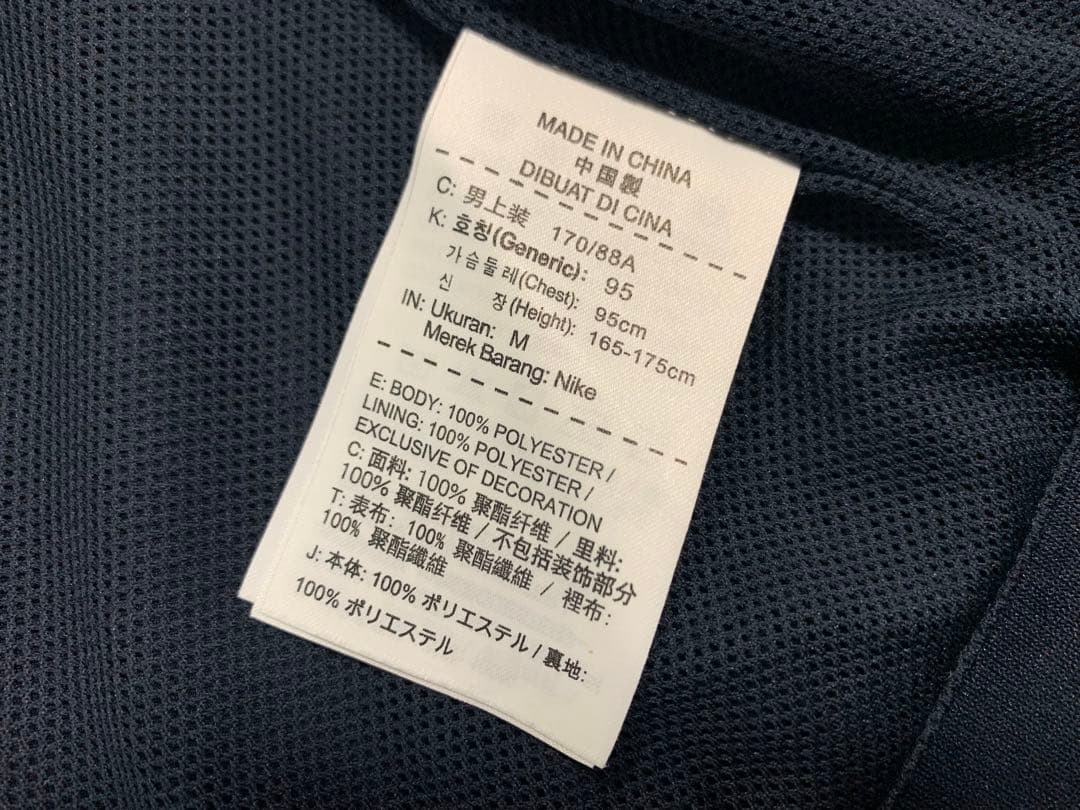 MADE IN CHINA
中国製
DIBUAT DI CINA
C: 男上装 170/88A
K: 호칭(Generic): 95
가슴둘레(Chest): 95cm
신 장(Height): 165-175cm
IN: Ukuran: M
Merek Barang: Nike
E: BODY: 100% POLYESTER /
LINING: 100% POLYESTER /
EXCLUSIVE OF DECORATION
C: 面料: 100% 聚酯纤维 / 里料:
100% 聚酯纤维 / 不包括装饰部分
T: 表布: 100% 聚酯纖維 / 裡布:
100% 聚酯纖維
J: 本体: 100% ポリエステル / 裏地:
100% ポリエステル